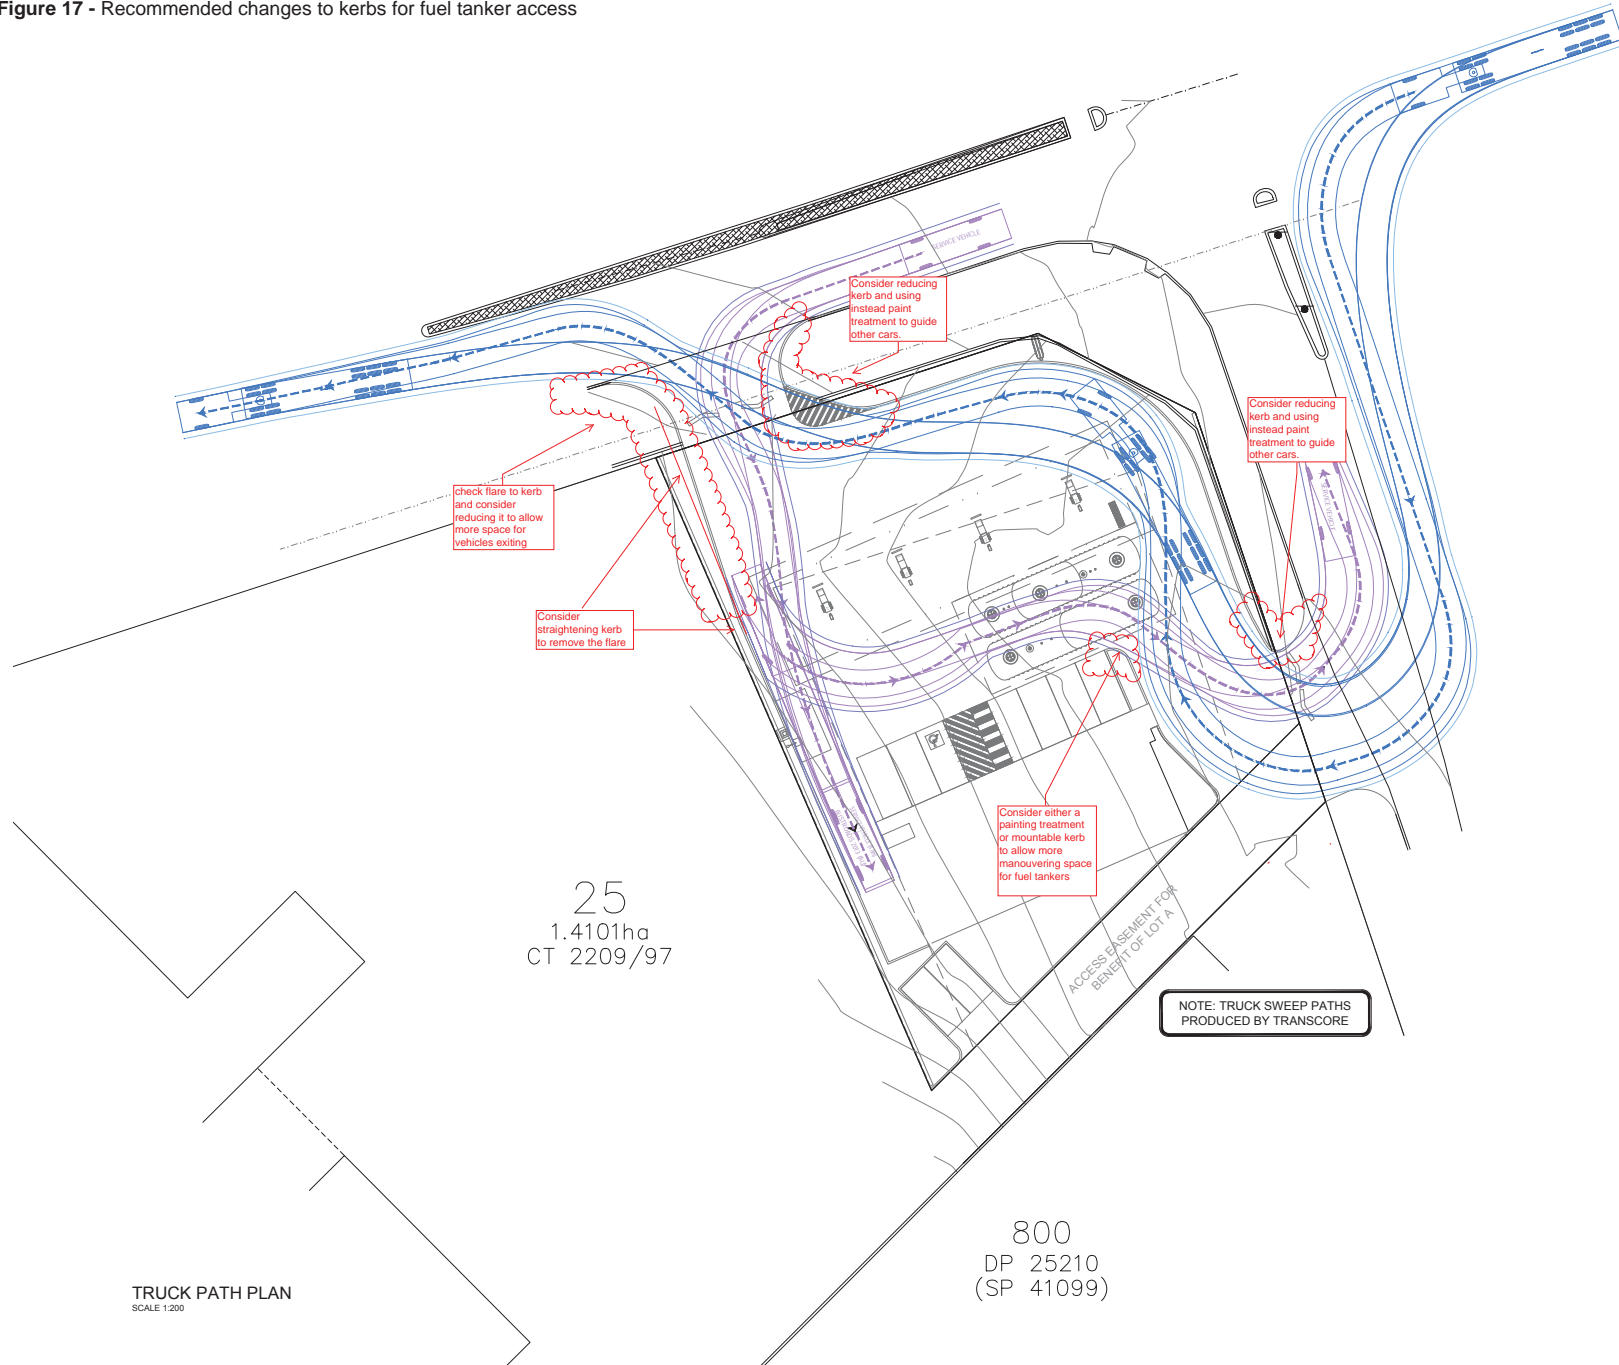 Figure 17 - Recommended changes to kerbs for fuel tanker access
D
D
SERVICE VEHICLE
Consider reducing
kerb and using
instead paint
treatment to guide
other cars.
Consider reducing
kerb and using
instead paint
treatment to guide
other cars.
SERVICE VEHICLE
check flare to kerb
and consider
reducing it to allow
more space for
vehicles exiting
Consider
straightening kerb
to remove the flare
Consider either a
painting treatment
or mountable kerb
to allow more
manouvering space
for fuel tankers
25
1.4101ha
CT 2209/97
ACCESS EASEMENT FOR
BENEFIT OF LOT A
NOTE: TRUCK SWEEP PATHS
PRODUCED BY TRANSCORE
800
DP 25210
(SP 41099)
TRUCK PATH PLAN
SCALE 1:200